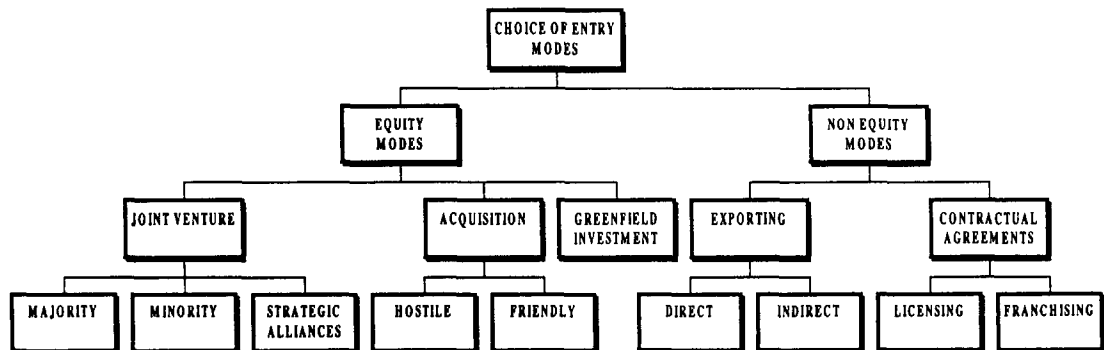 CHOICE OF ENTRY
MODES
EQUITY
MODES
NON EQUITY
MODES
JOINT VENTURE
ACQUISITION
GREENFIELD
INVESTMENT
EXPORTING
CONTRACTUAL
AGREEMENTS
MAJORITY
MINORITY
STRATEGIC
ALLIANCES
HOSTILE
FRIENDLY
DIRECT
INDIRECT
LICENSING
FRANCHISING